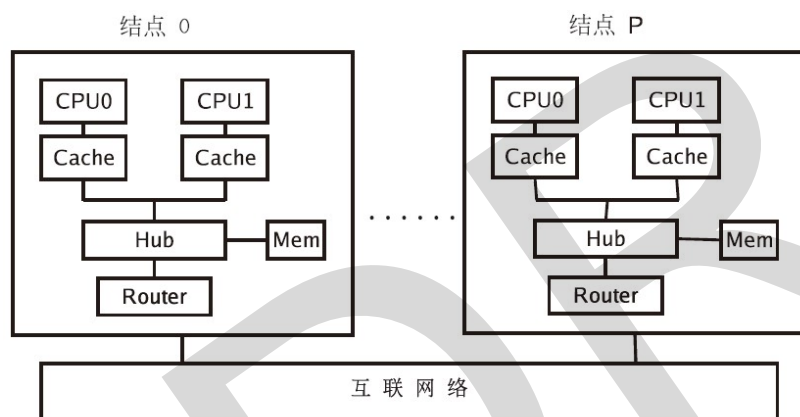 结点 0 结点 P
CPU0 CPU1 CPU0 CPU1
Cache Cache Cache Cache
......
Hub Mem Hub Mem
Router Router
互联网络